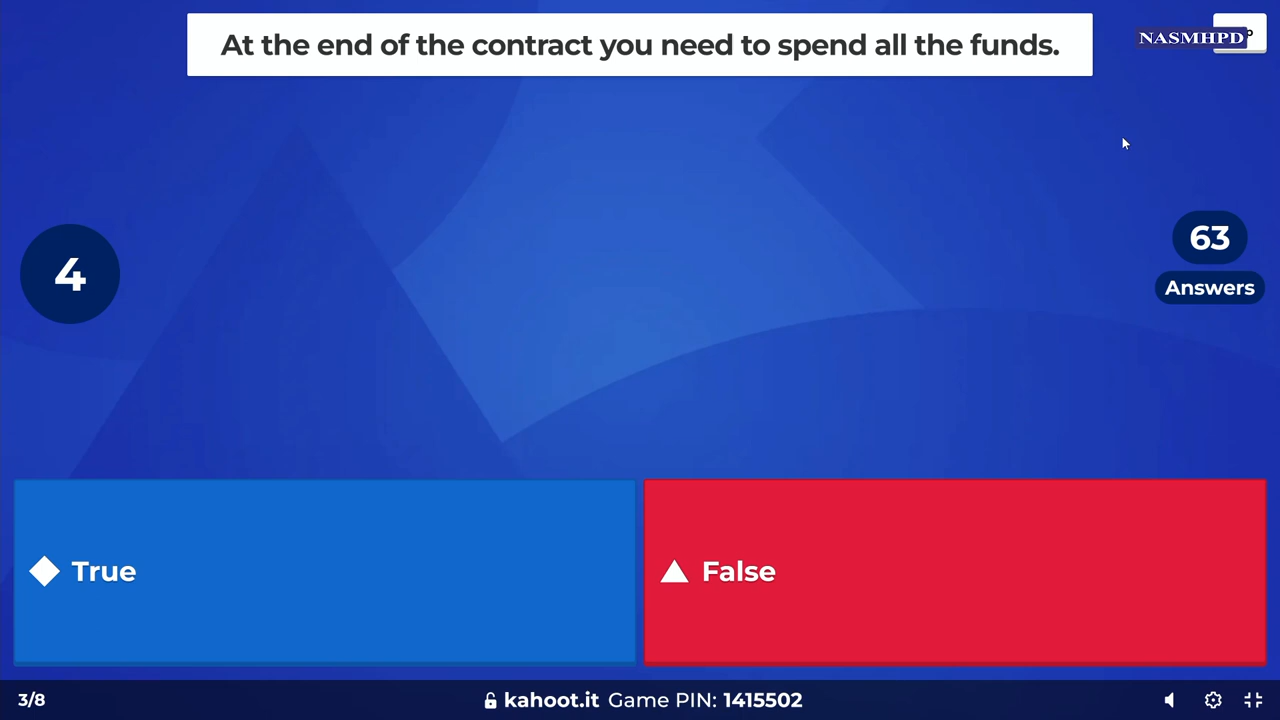 At the end of the contract you need to spend all the funds.
NASMHPD
4
63
Answers
True
False
3/8
kahoot.it Game PIN: 1415502